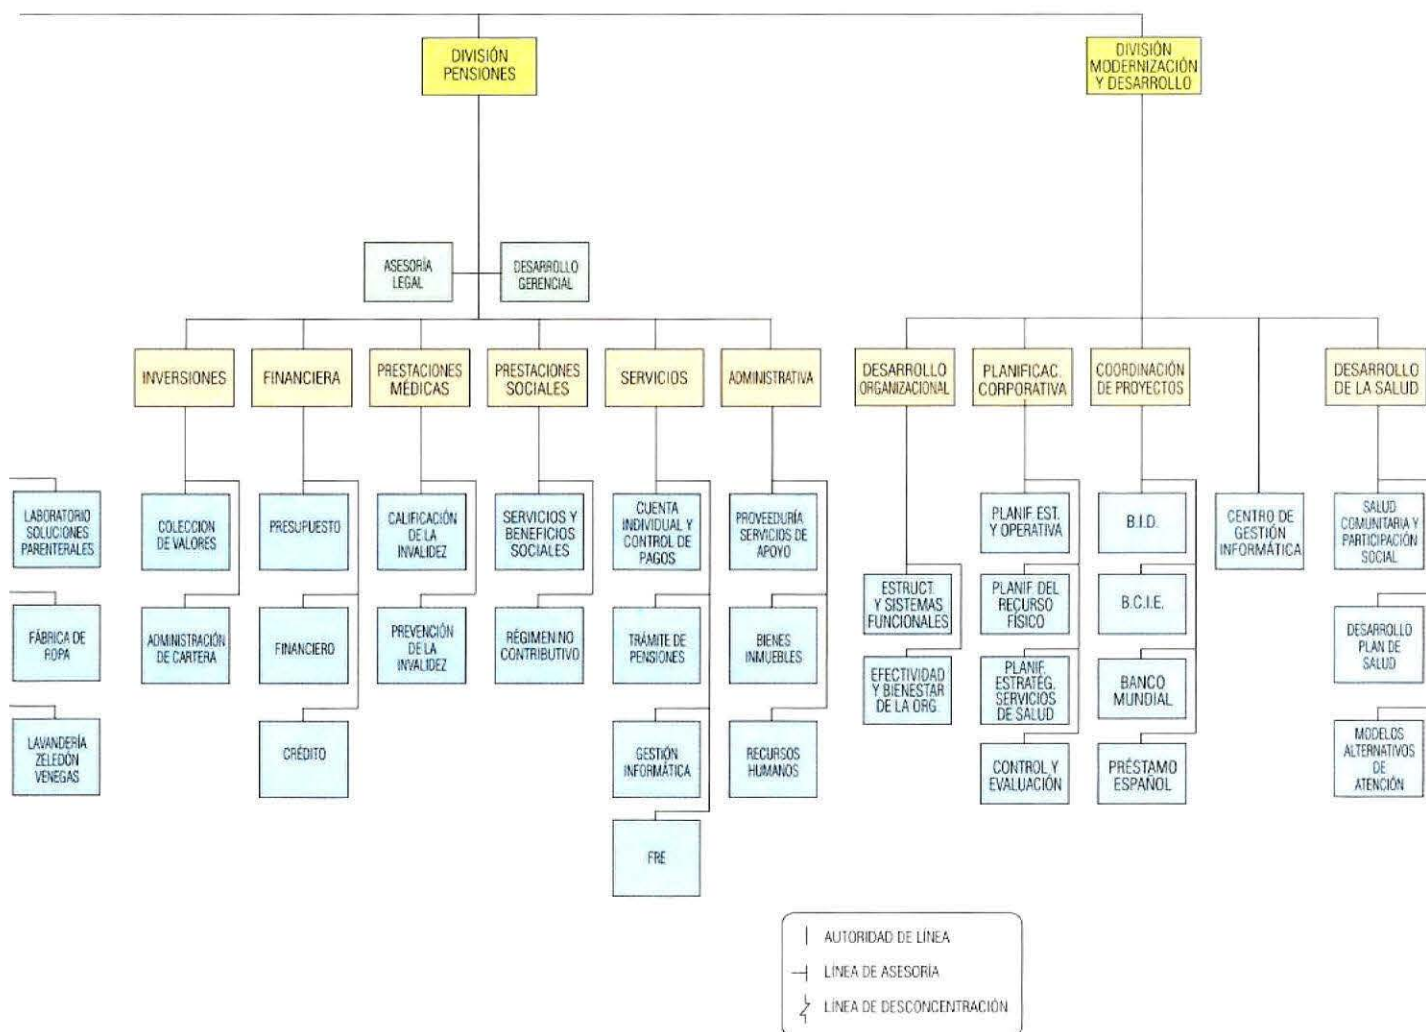 DIVISIÓN
PENSIONES
DIVISIÓN
MODERNIZACIÓN
Y DESARROLLO
ASESORÍA
LEGAL
DESARROLLO
GERENCIAL
INVERSIONES
FINANCIERA
PRESTACIONES
MÉDICAS
PRESTACIONES
SOCIALES
SERVICIOS
ADMINISTRATIVA
DESARROLLO
ORGANIZACIONAL
PLANIFICAC.
CORPORATIVA
COORDINACIÓN
DE PROYECTOS
DESARROLLO
DE LA SALUD
LABORATORIO
SOLUCIONES
PARENTERALES
COLECCION
DE VALORES
PRESUPUESTO
CALIFICACIÓN
DE LA
INVALIDEZ
SERVICIOS Y
BENEFICIOS
SOCIALES
CUENTA
INDIVIDUAL Y
CONTROL DE
PAGOS
PROVEEDURÍA
SERVICIOS DE
APOYO
PLANIF. EST.
Y OPERATIVA
B.I.D.
CENTRO DE
GESTIÓN
INFORMÁTICA
SALUD
COMUNITARIA Y
PARTICIPACIÓN
SOCIAL
ESTRUCT.
Y SISTEMAS
FUNCIONALES
PLANIF. DEL
RECURSO
FÍSICO
B.C.I.E.
FÁBRICA DE
ROPA
ADMINISTRACIÓN
DE CARTERA
FINANCIERO
PREVENCIÓN
DE LA
INVALIDEZ
RÉGIMEN NO
CONTRIBUTIVO
TRÁMITE DE
PENSIONES
BIENES
INMUEBLES
DESARROLLO
PLAN DE
SALUD
EFECTIVIDAD
Y BIENESTAR
DE LA ORG.
PLANIF.
ESTRATÉG.
SERVICIOS
DE SALUD
BANCO
MUNDIAL
LAVANDERÍA
ZELEDÓN
VENEGAS
CRÉDITO
GESTIÓN
INFORMÁTICA
RECURSOS
HUMANOS
CONTROL Y
EVALUACIÓN
PRÉSTAMO
ESPAÑOL
MODELOS
ALTERNATIVOS
DE
ATENCIÓN
FRE
AUTORIDAD DE LÍNEA
LÍNEA DE ASESORÍA
LÍNEA DE DESCONCENTRACIÓN